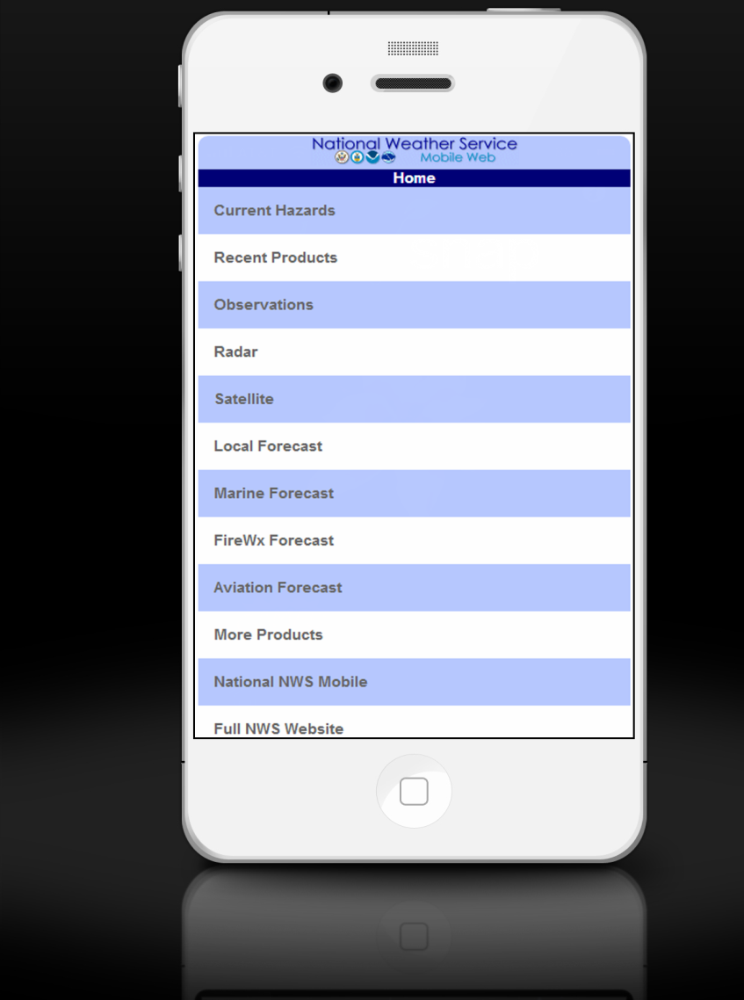 National Weather Service
Mobile Web
Home
Current Hazards
Recent Products
Observations
Radar
Satellite
Local Forecast
Marine Forecast
FireWx Forecast
Aviation Forecast
More Products
National NWS Mobile
Full NWS Website